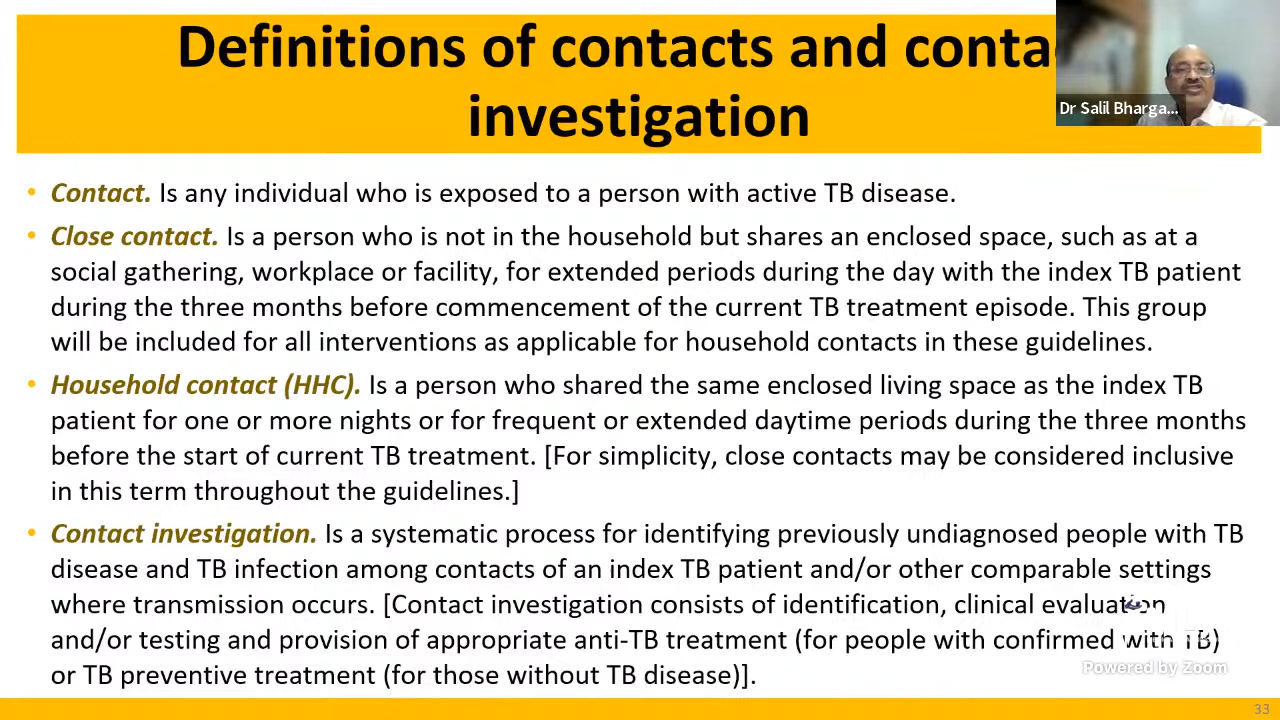 Definitions of contacts and conta
investigation
Dr Salil Bharga...
• Contact. Is any individual who is exposed to a person with active TB disease.
• Close contact. Is a person who is not in the household but shares an enclosed space, such as at a
social gathering, workplace or facility, for extended periods during the day with the index TB patient
during the three months before commencement of the current TB treatment episode. This group
will be included for all interventions as applicable for household contacts in these guidelines.
• Household contact (HHC). Is a person who shared the same enclosed living space as the index TB
patient for one or more nights or for frequent or extended daytime periods during the three months
before the start of current TB treatment. [For simplicity, close contacts may be considered inclusive
in this term throughout the guidelines.]
• Contact investigation. Is a systematic process for identifying previously undiagnosed people with TB
disease and TB infection among contacts of an index TB patient and/or other comparable settings
where transmission occurs. [Contact investigation consists of identification, clinical evaluation
and/or testing and provision of appropriate anti-TB treatment (for people with confirmed with TB)
or TB preventive treatment (for those without TB disease)].
Powered by Zoom
33